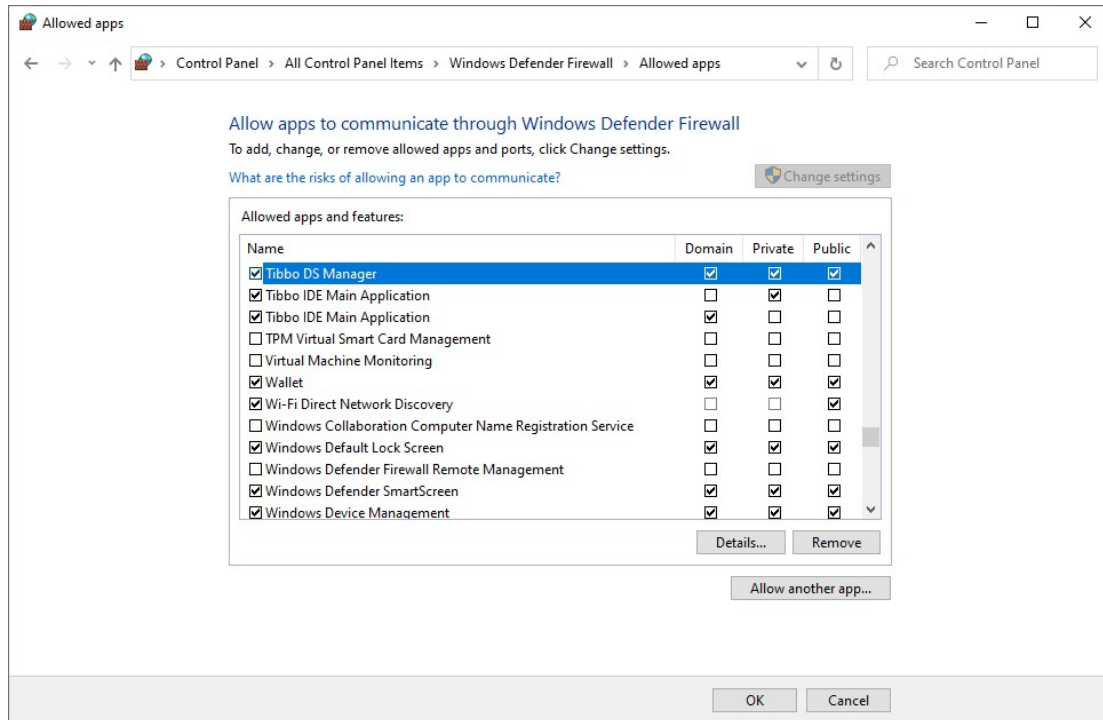 Allowed apps
Control Panel > All Control Panel Items > Windows Defender Firewall > Allowed apps
Search Control Panel
Allow apps to communicate through Windows Defender Firewall
To add, change, or remove allowed apps and ports, click Change settings.
What are the risks of allowing an app to communicate?
Change settings
Allowed apps and features:
Name Domain Private Public
Tibbo DS Manager
Tibbo IDE Main Application
Tibbo IDE Main Application
TPM Virtual Smart Card Management
Virtual Machine Monitoring
Wallet
Wi-Fi Direct Network Discovery
Windows Collaboration Computer Name Registration Service
Windows Default Lock Screen
Windows Defender Firewall Remote Management
Windows Defender SmartScreen
Windows Device Management
Details... Remove
Allow another app...
OK Cancel